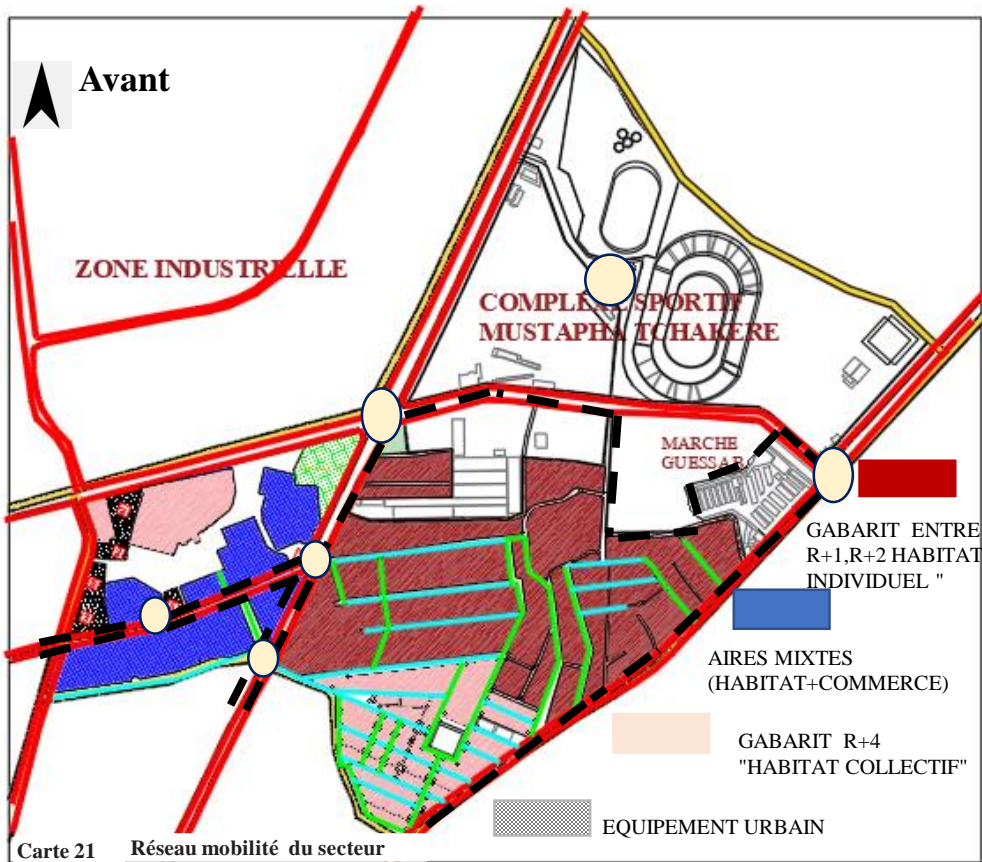 Avant
ZONE INDUSTRIELLE
COMPLEXE SPORTIF
MUSTAPHA TCHAKERE
MARCHE
GUESSAB
GABARIT ENTRE
R+1,R+2 HABITAT
INDIVIDUEL "
AIRES MIXTES
(HABITAT+COMMERCE)
GABARIT R+4
"HABITAT COLLECTIF"
EQUIPEMENT URBAIN
Carte 21 Réseau mobilité du secteur